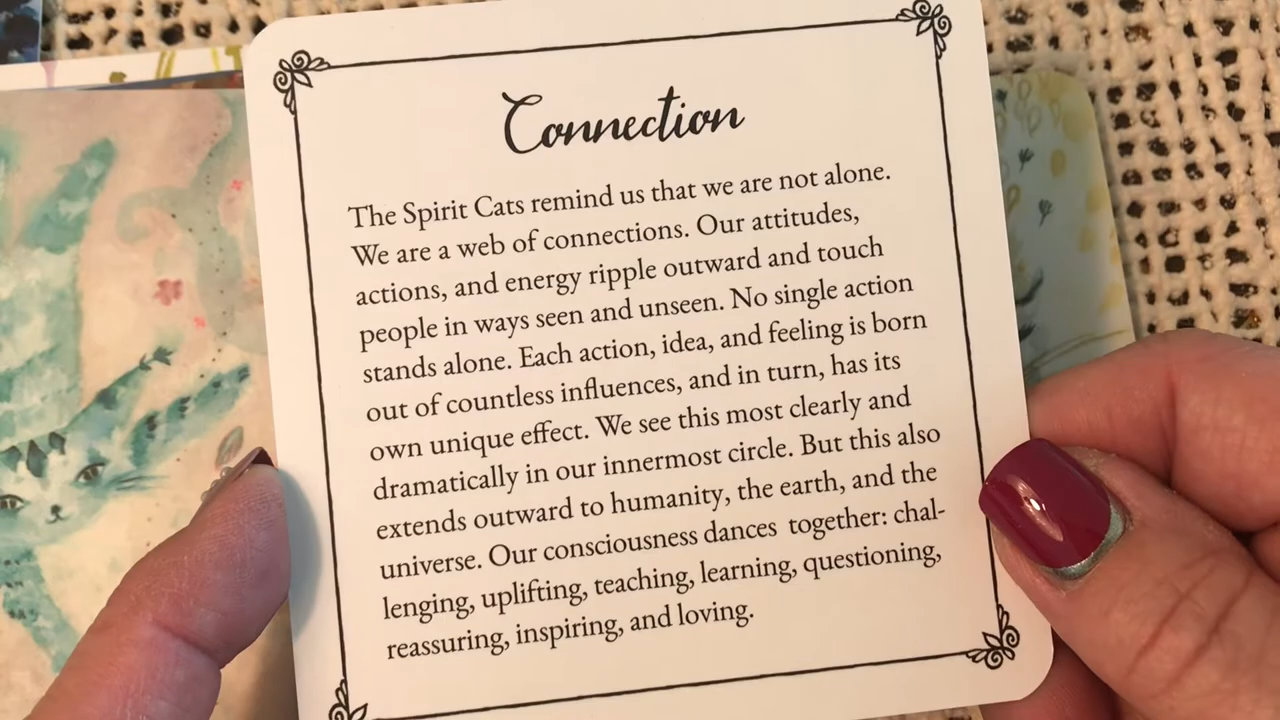 Connection
The Spirit Cats remind us that we are not alone.
We are a web of connections. Our attitudes,
actions, and energy ripple outward and touch
people in ways seen and unseen. No single action
stands alone. Each action, idea, and feeling is born
out of countless influences, and in turn, has its
own unique effect. We see this most clearly and
dramatically in our innermost circle. But this also
extends outward to humanity, the earth, and the
universe. Our consciousness dances together: chal-
lenging, uplifting, teaching, learning, questioning,
reassuring, inspiring, and loving.